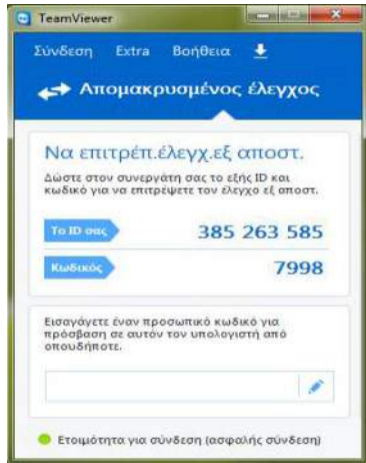 TeamViewer
Σύνδεση Extra Βοήθεια
Απομακρυσμένος έλεγχος
Να επιτρέπ.έλεγχ.εξ αποστ.
Δώστε στον συνεργάτη σας το εξής ID και
κωδικό για να επιτρέψετε τον έλεγχο εξ αποστ.
Το ID σας 385 263 585
Κωδικός 7998
Εισαγάγετε έναν προσωπικό κωδικό για
πρόσβαση σε αυτόν τον υπολογιστή από
οπουδήποτε.
Ετοιμότητα για σύνδεση (ασφαλής σύνδεση)